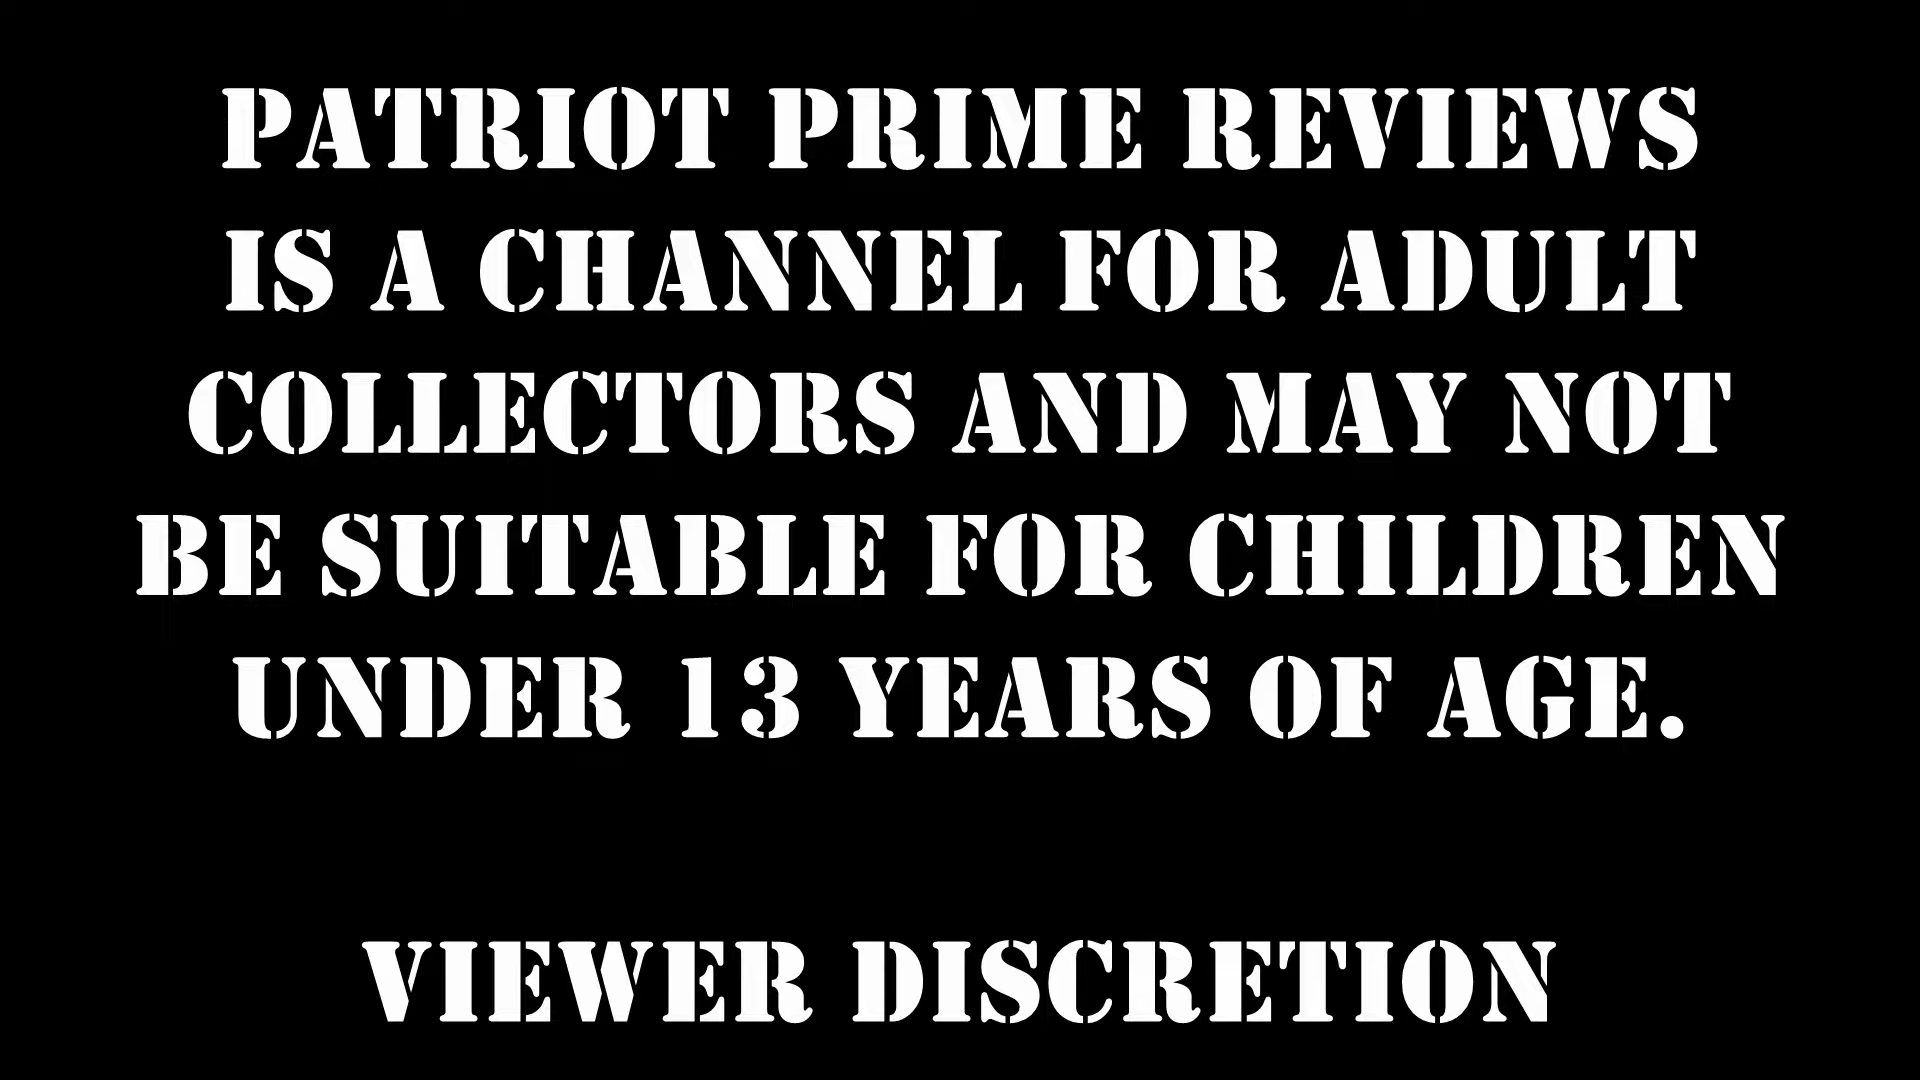 PATRIOT PRIME REVIEWS
IS A CHANNEL FOR ADULT
COLLECTORS AND MAY NOT
BE SUITABLE FOR CHILDREN
UNDER 13 YEARS OF AGE.
VIEWER DISCRETION